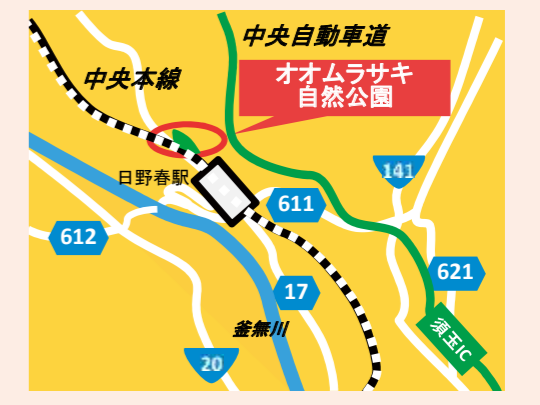 中央自動車道
オオムラサキ
自然公園
中央本線
日野春駅
141
611
612
621
17
釜無川
須玉IC
20